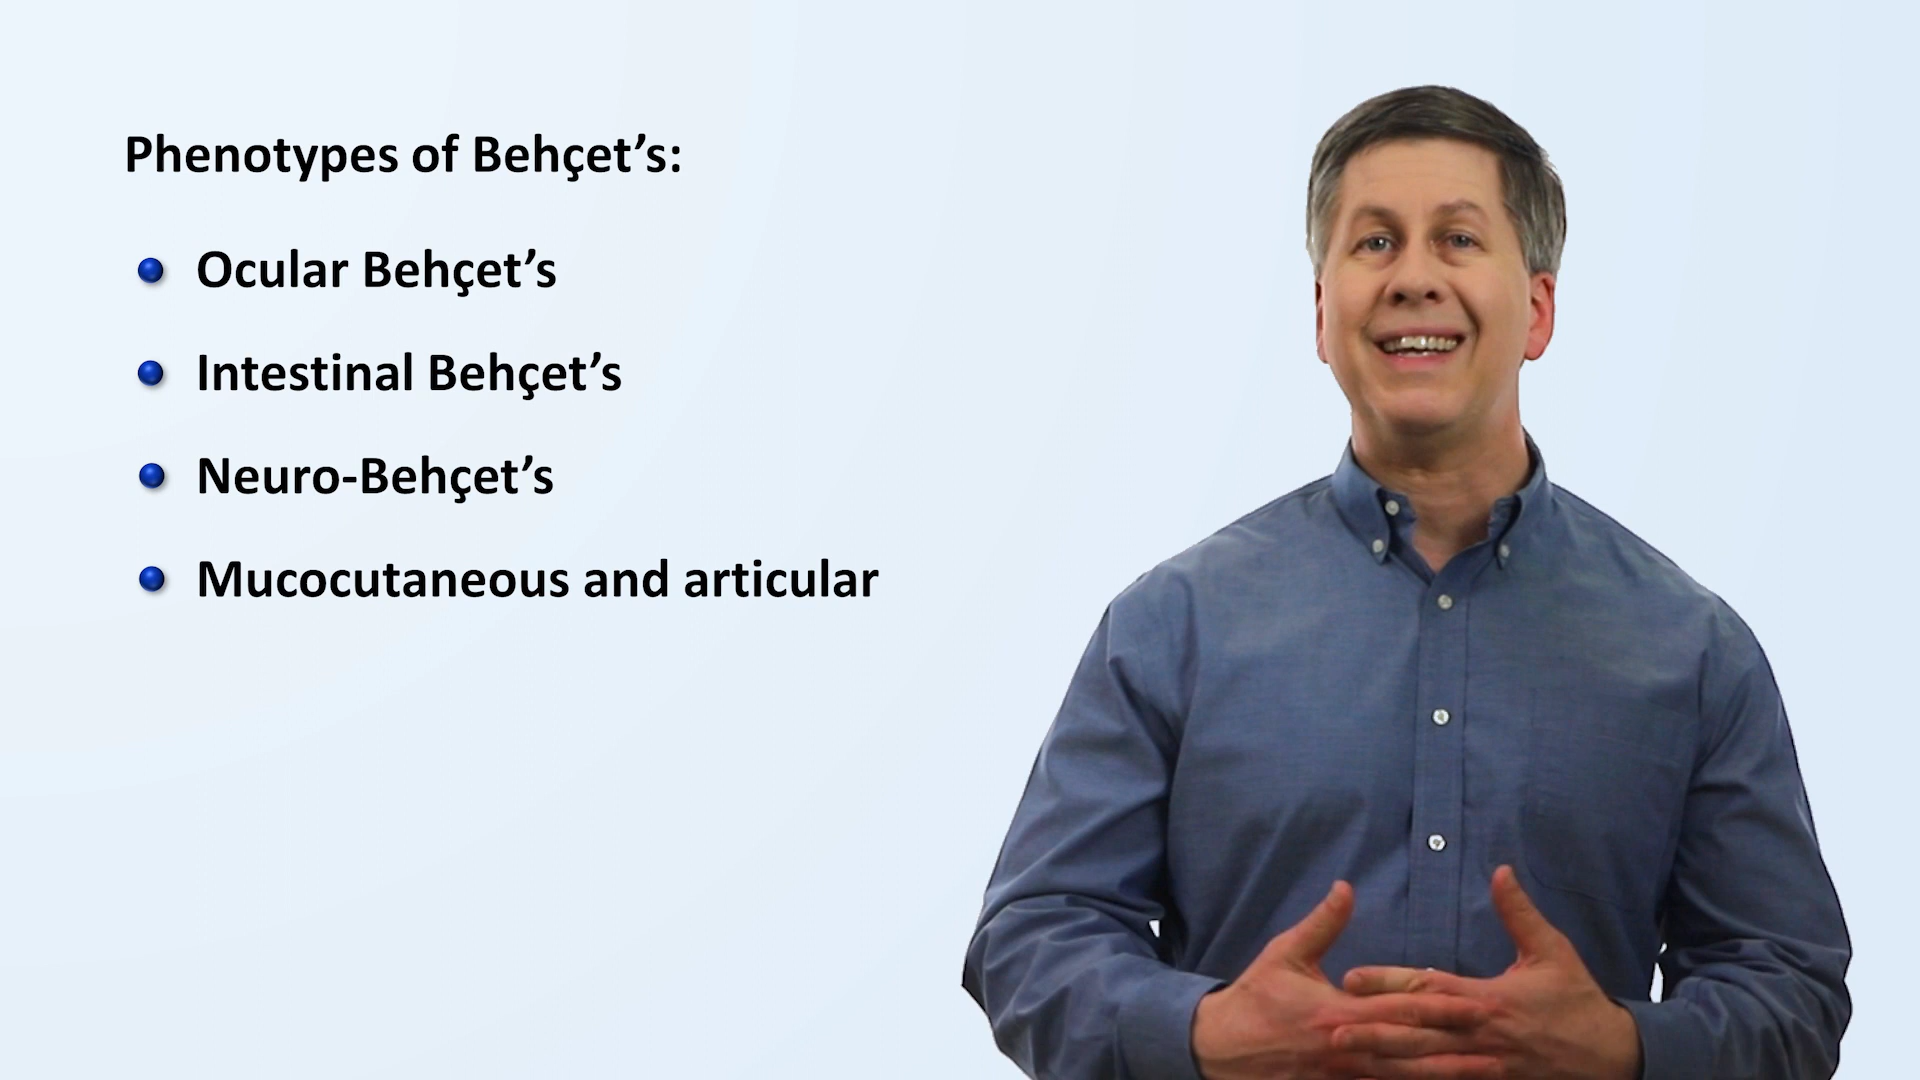 Phenotypes of Behçet’s:
Ocular Behçet’s
Intestinal Behçet’s
Neuro-Behçet’s
Mucocutaneous and articular